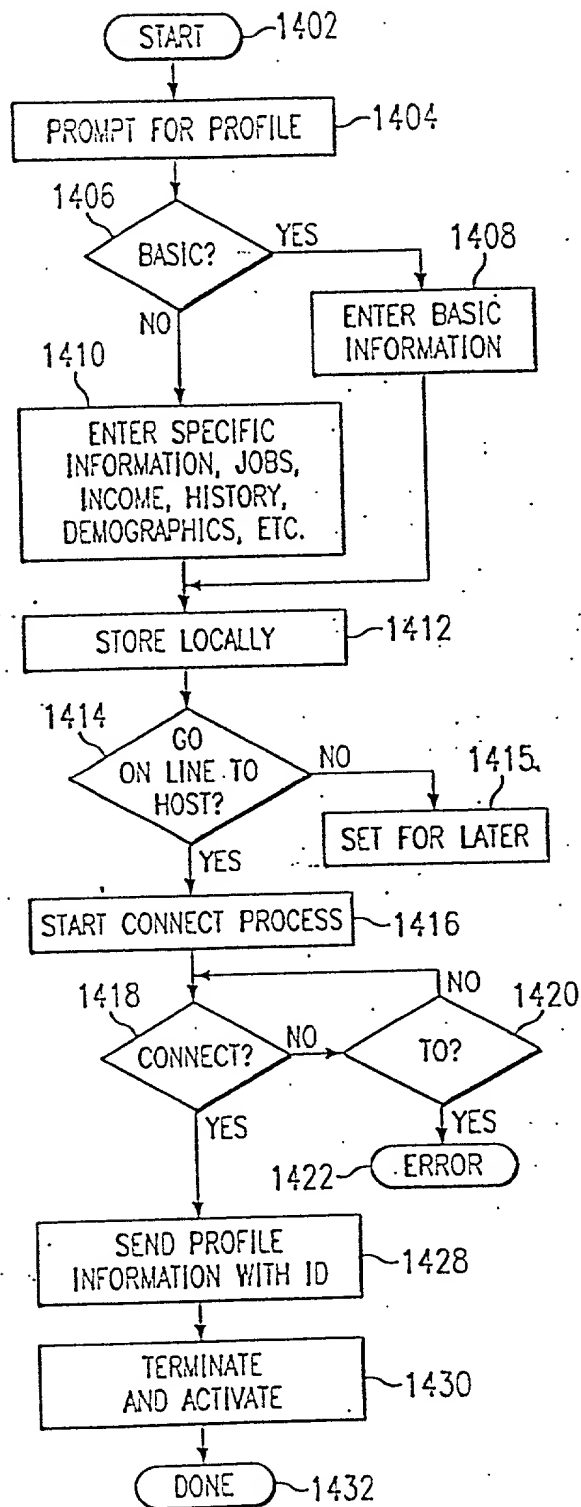 START
1402
PROMPT FOR PROFILE
1404
1406
BASIC?
YES
NO
1408
ENTER BASIC
INFORMATION
1410
ENTER SPECIFIC
INFORMATION, JOBS,
INCOME, HISTORY,
DEMOGRAPHICS, ETC.
STORE LOCALLY
1412
1414
GO
ON LINE TO
HOST?
NO
YES
1415
SET FOR LATER
START CONNECT PROCESS
1416
1418
CONNECT?
NO
YES
1420
TO?
NO
YES
1422
ERROR
SEND PROFILE
INFORMATION WITH ID
1428
TERMINATE
AND ACTIVATE
1430
DONE
1432